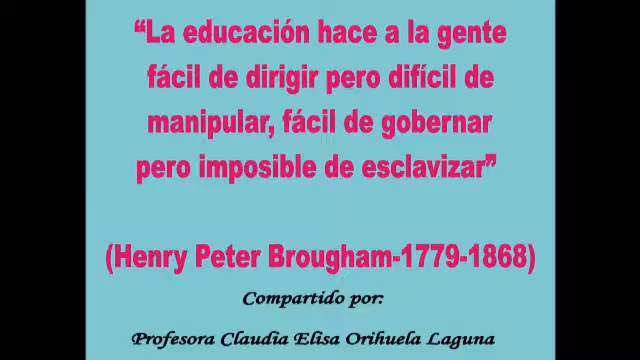 “La educación hace a la gente
fácil de dirigir pero difícil de
manipular, fácil de gobernar
pero imposible de esclavizar”
(Henry Peter Brougham-1779-1868)
Compartido por:
Profesora Claudia Elisa Orihuela Laguna